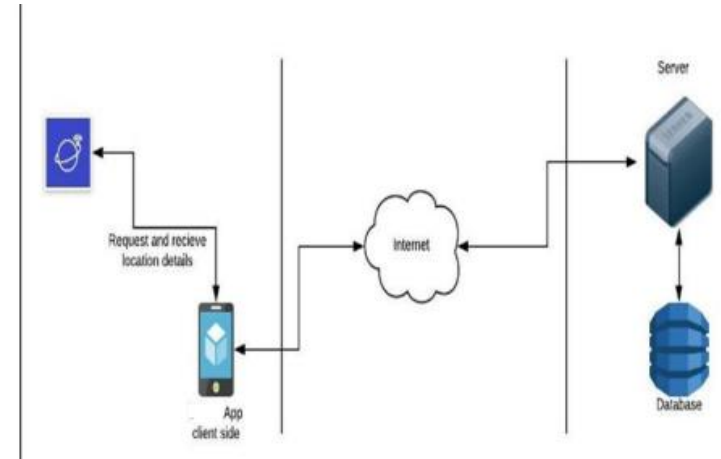 Server
Request and recieve
location details
Internet
App
client side
Database